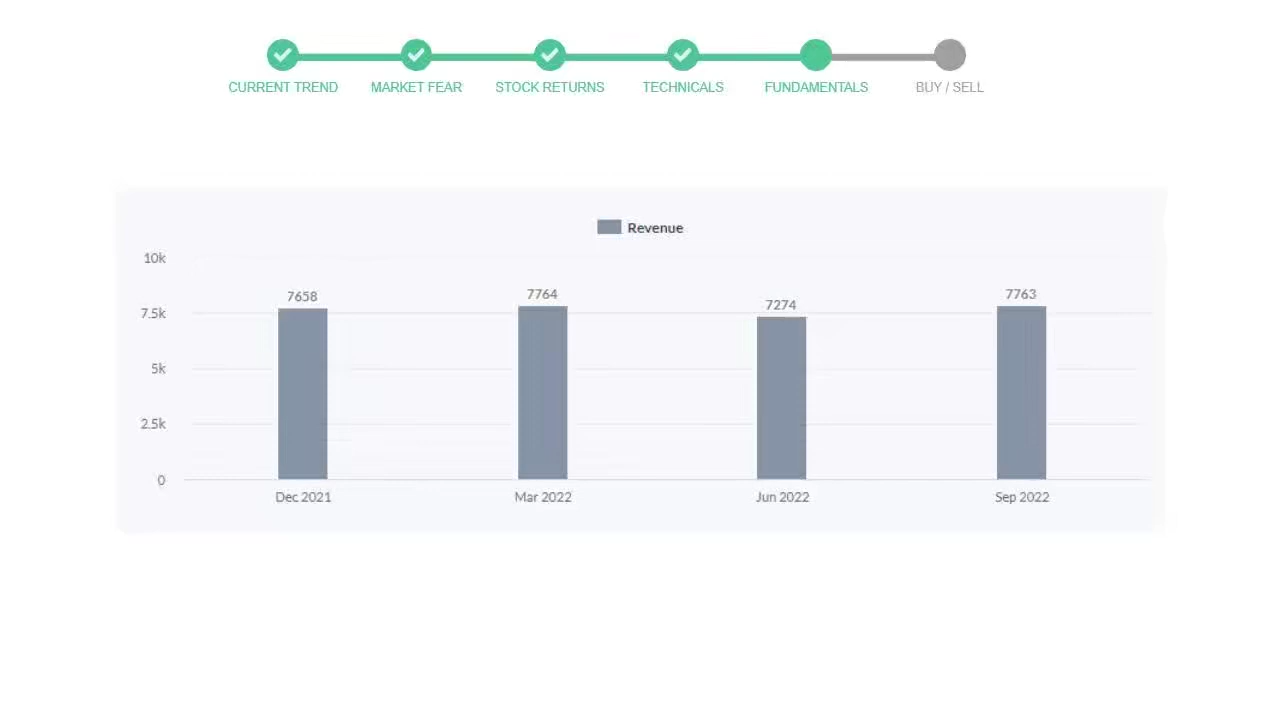 CURRENT TREND MARKET FEAR STOCK RETURNS TECHNICALS FUNDAMENTALS BUY / SELL
Revenue
10k
7658 7764 7274 7763
7.5k
5k
2.5k
0
Dec 2021 Mar 2022 Jun 2022 Sep 2022